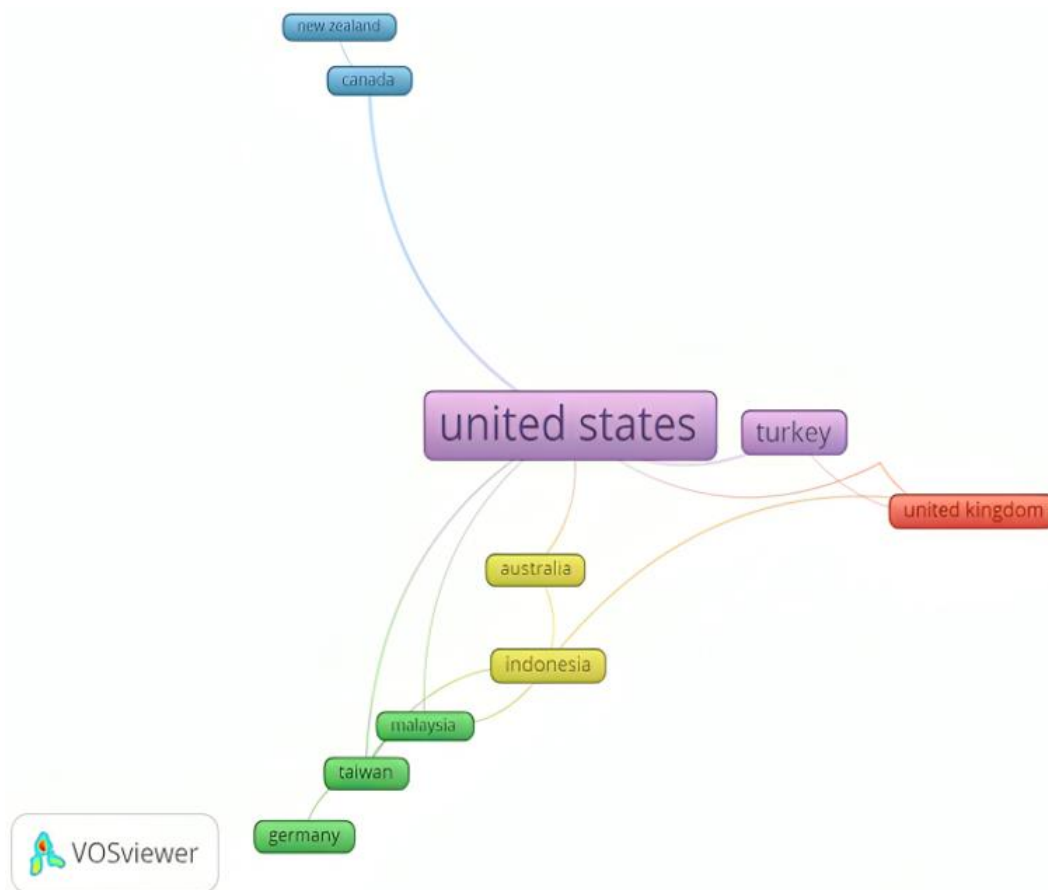 new zealand
canada
united states
turkey
united kingdom
australia
indonesia
malaysia
taiwan
germany
VOSviewer